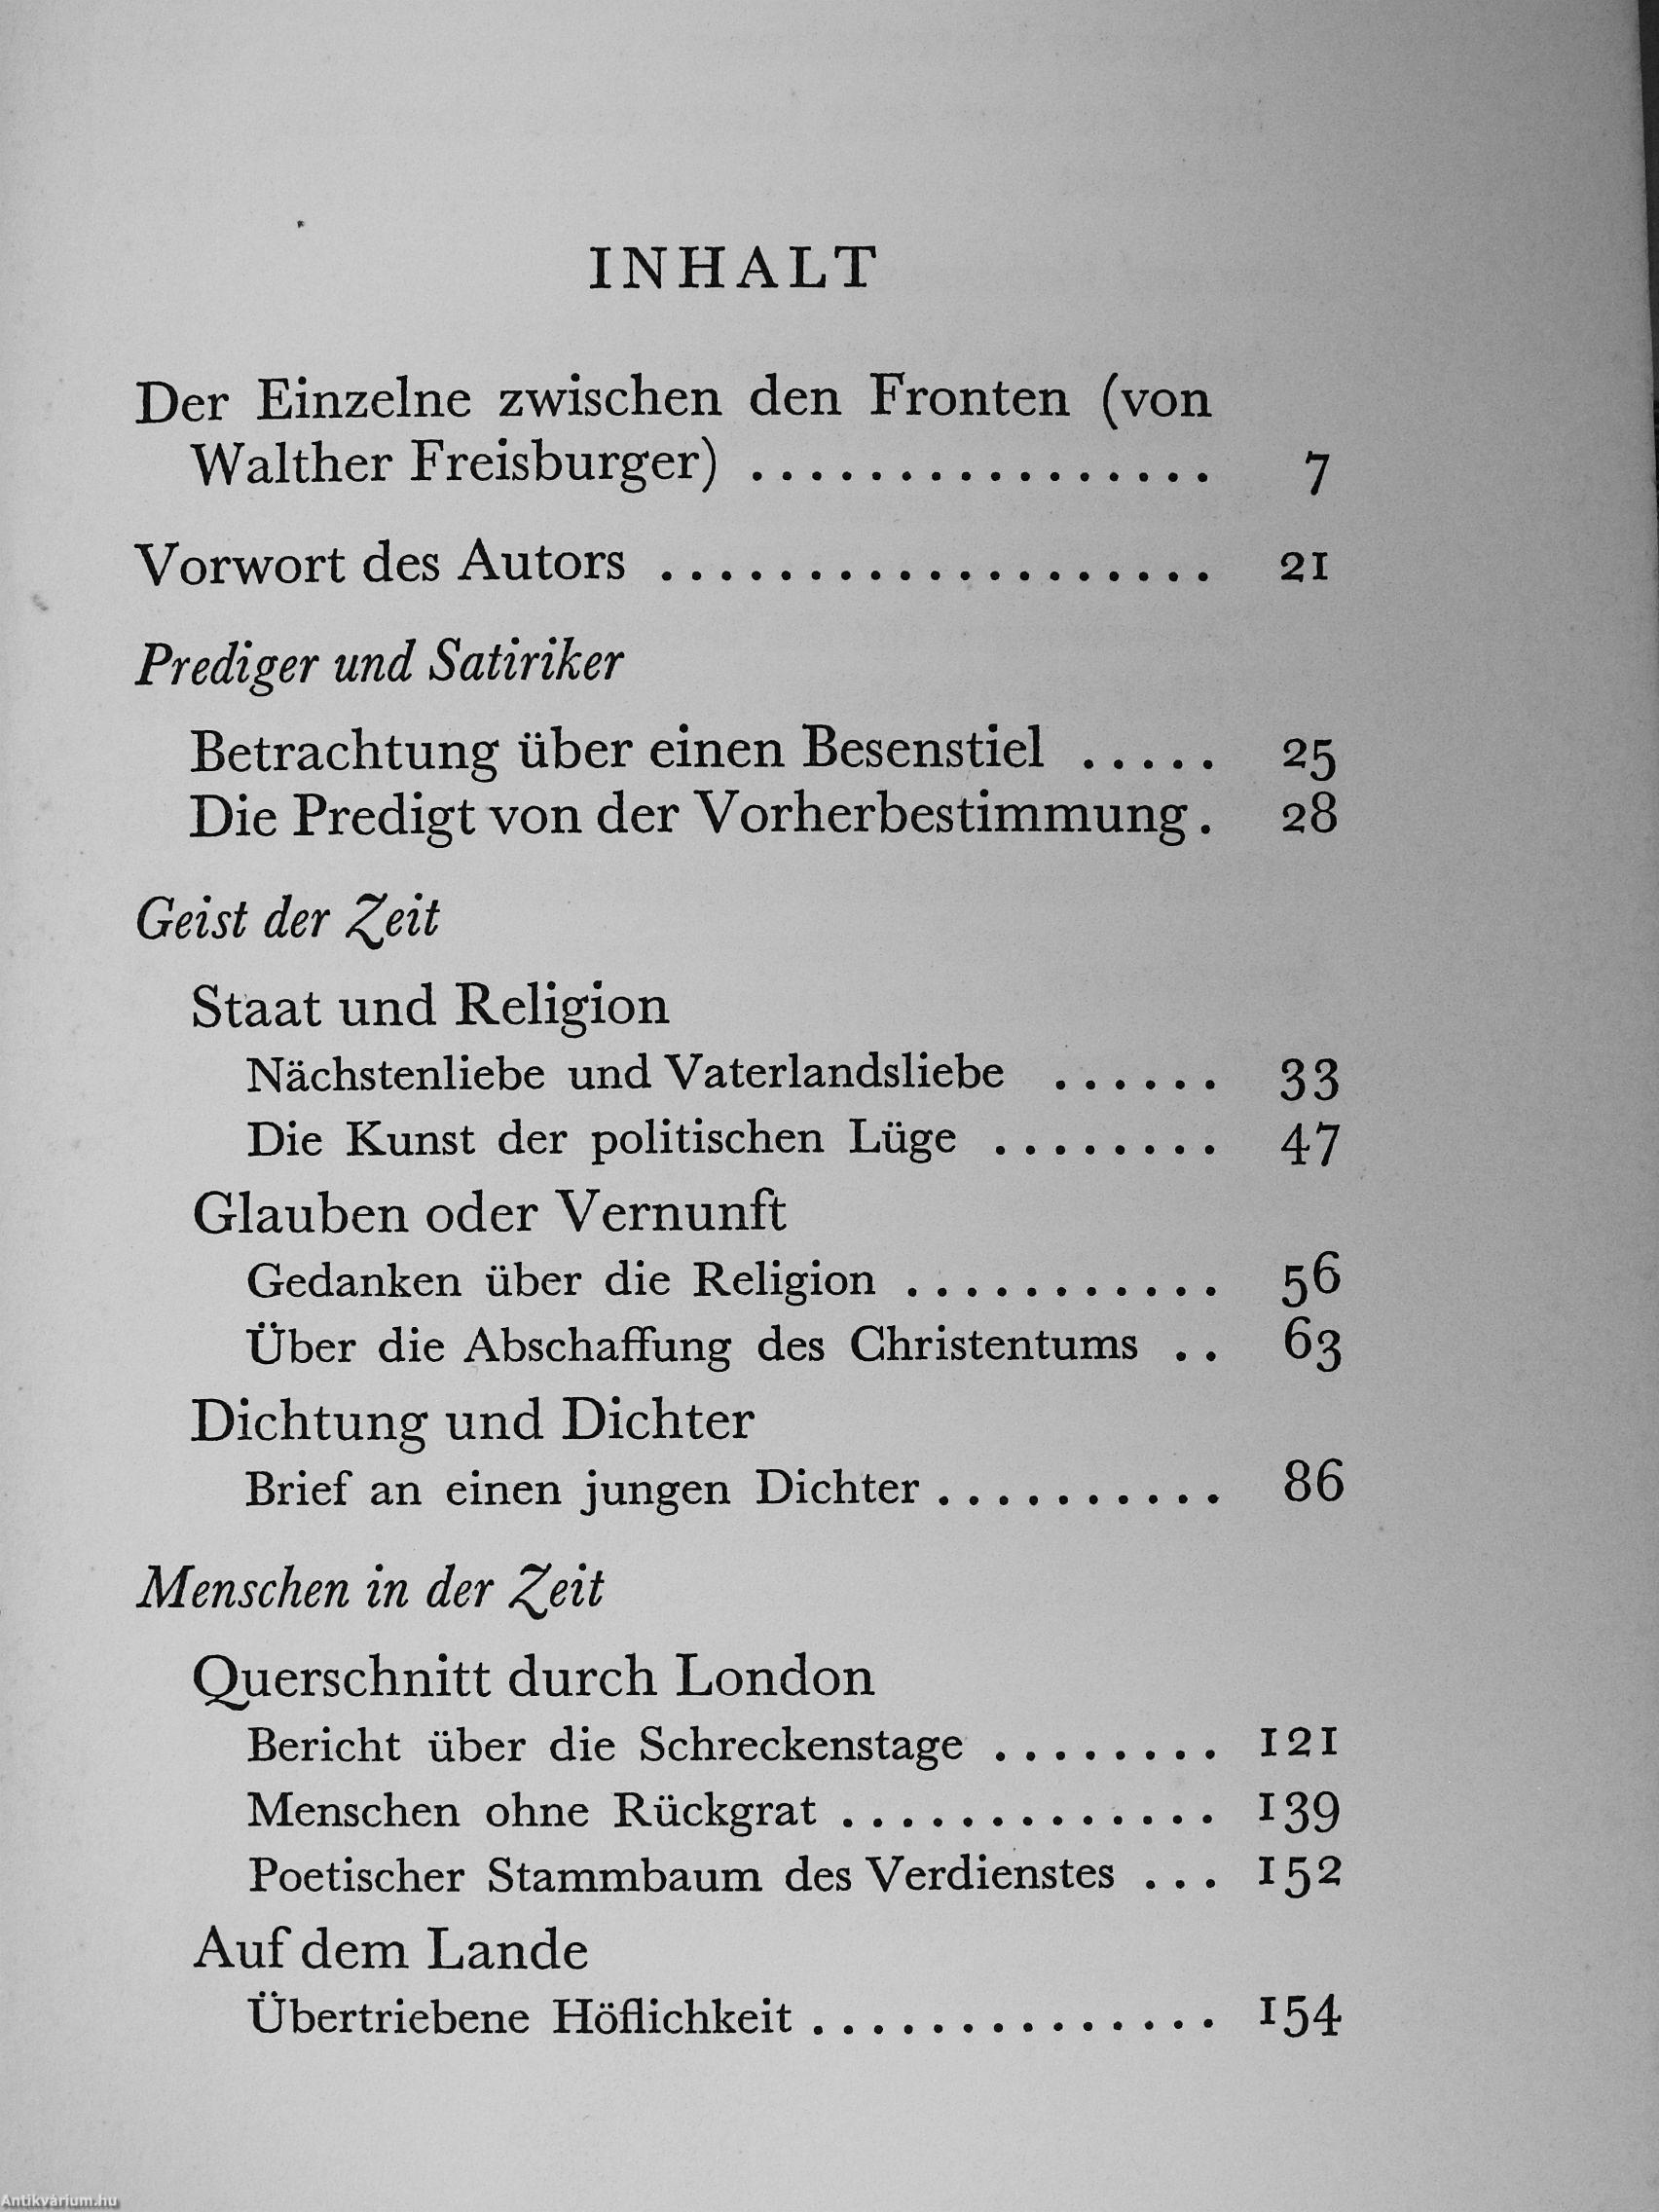 INHALT
Der Einzelne zwischen den Fronten (von
Walther Freisburger) . . . . . . . . . . . . . . . . 7
Vorwort des Autors . . . . . . . . . . . . . . . . . . . 21
Prediger und Satiriker
Betrachtung über einen Besenstiel . . . . . 25
Die Predigt von der Vorherbestimmung . 28
Geist der Zeit
Staat und Religion
Nächstenliebe und Vaterlandsliebe . . . . . . 33
Die Kunst der politischen Lüge . . . . . . . . 47
Glauben oder Vernunft
Gedanken über die Religion . . . . . . . . . . . 56
Über die Abschaffung des Christentums . . 63
Dichtung und Dichter
Brief an einen jungen Dichter . . . . . . . . . . 86
Menschen in der Zeit
Querschnitt durch London
Bericht über die Schreckenstage . . . . . . . . 121
Menschen ohne Rückgrat . . . . . . . . . . . . . 139
Poetischer Stammbaum des Verdienstes . . . 152
Auf dem Lande
Übertriebene Höflichkeit . . . . . . . . . . . . . . 154
Antikvárium.hu